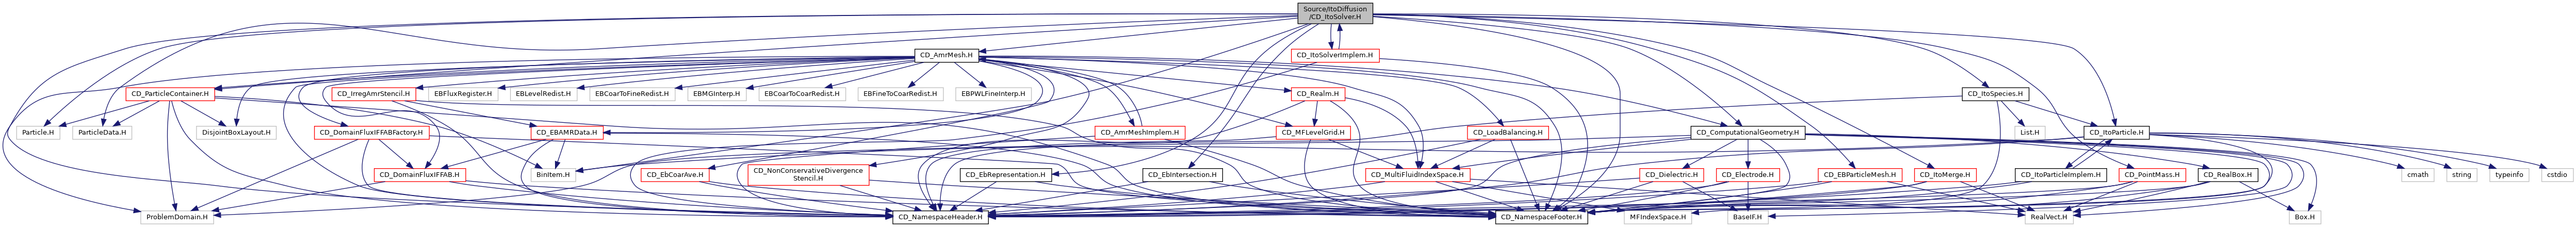 Source/ItoDiffusion
/CD_ItoSolver.H
CD_AmrMesh.H
CD_ItoSolverImplem.H
CD_ParticleContainer.H
CD_IrregAmrStencil.H
EBFluxRegister.H
EBLevelRedist.H
EBCoarToFineRedist.H
EBMGInterp.H
EBCoarToCoarRedist.H
EBFineToCoarRedist.H
EBPWLFineInterp.H
CD_Realm.H
CD_ItoSpecies.H
Particle.H
ParticleData.H
DisjointBoxLayout.H
CD_DomainFluxIFFABFactory.H
CD_EBAMRData.H
CD_AmrMeshImplem.H
CD_MFLevelGrid.H
CD_LoadBalancing.H
CD_ComputationalGeometry.H
List.H
CD_ItoParticle.H
CD_DomainFluxIFFAB.H
BinItem.H
CD_EbCoarAve.H
CD_NonConservativeDivergence
Stencil.H
CD_EbRepresentation.H
CD_EbIntersection.H
CD_MultiFluidIndexSpace.H
CD_Dielectric.H
CD_Electrode.H
CD_EBParticleMesh.H
CD_ItoMerge.H
CD_ItoParticleImplem.H
CD_PointMass.H
CD_RealBox.H
cmath
string
typeinfo
cstdio
ProblemDomain.H
CD_NamespaceHeader.H
CD_NamespaceFooter.H
MFIndexSpace.H
BaseIF.H
RealVect.H
Box.H